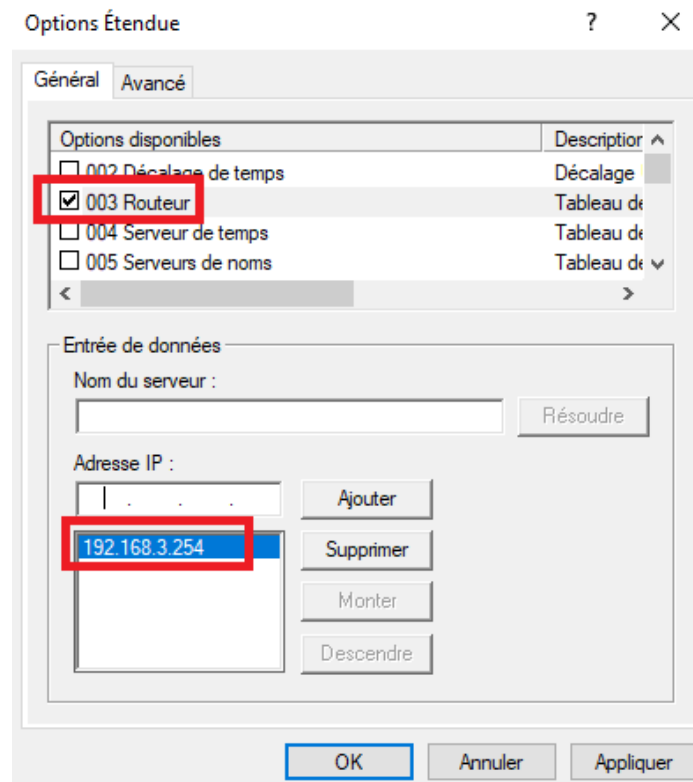 Options Étendue ? ×
Général Avancé
Options disponibles Description
002 Décalage de temps Décalage
003 Routeur Tableau de
004 Serveur de temps Tableau de
005 Serveurs de noms Tableau de
Entrée de données
Nom du serveur :
Résoudre
Adresse IP :
. . . Ajouter
192.168.3.254 Supprimer
Monter
Descendre
OK Annuler Appliquer